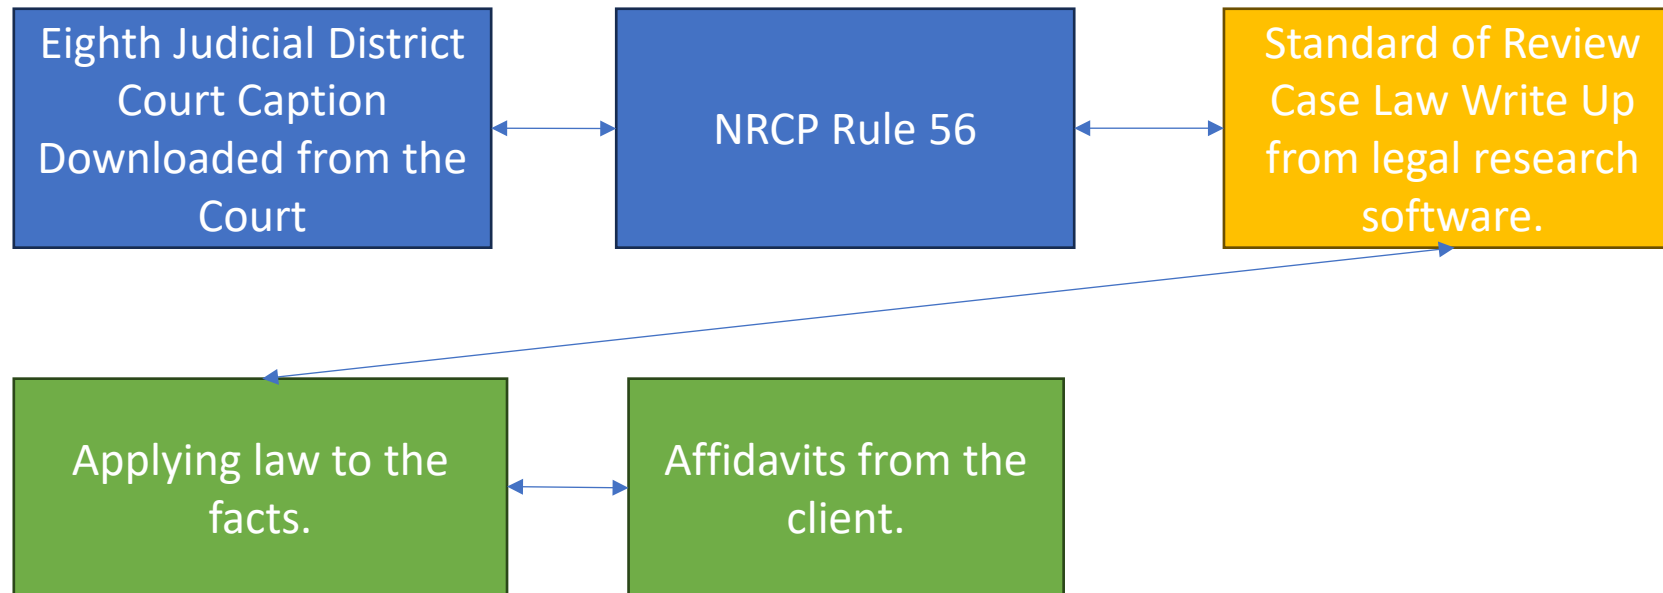 Eighth Judicial District
Court Caption
Downloaded from the
Court
NRCP Rule 56
Standard of Review
Case Law Write Up
from legal research
software.
Applying law to the
facts.
Affidavits from the
client.